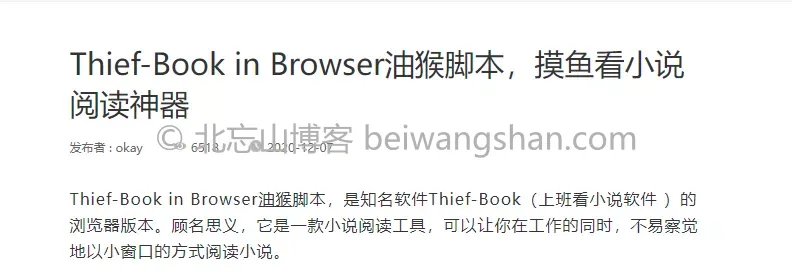 Thief-Book in Browser油猴脚本，摸鱼看小说
阅读神器
© 北忘山博客 beiwangshan.com
发布者 : okay 6518 2020-12-07
Thief-Book in Browser油猴脚本，是知名软件Thief-Book（上班看小说软件 ）的
浏览器版本。顾名思义，它是一款小说阅读工具，可以让你在工作的同时，不易察觉
地以小窗口的方式阅读小说。